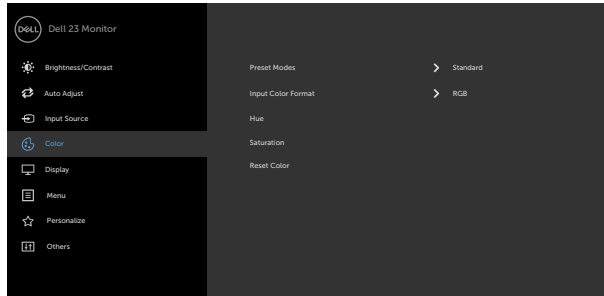 DELL Dell 23 Monitor
Brightness/Contrast
Auto Adjust
Input Source
Color
Display
Menu
Personalize
Others
Preset Modes Standard
Input Color Format RGB
Hue
Saturation
Reset Color